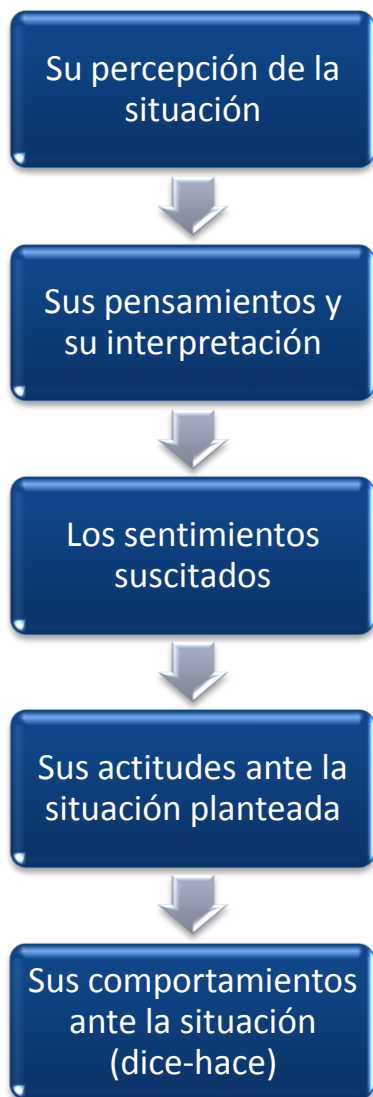 Su percepción de la
situación
Sus pensamientos y
su interpretación
Los sentimientos
suscitados
Sus actitudes ante la
situación planteada
Sus comportamientos
ante la situación
(dice-hace)